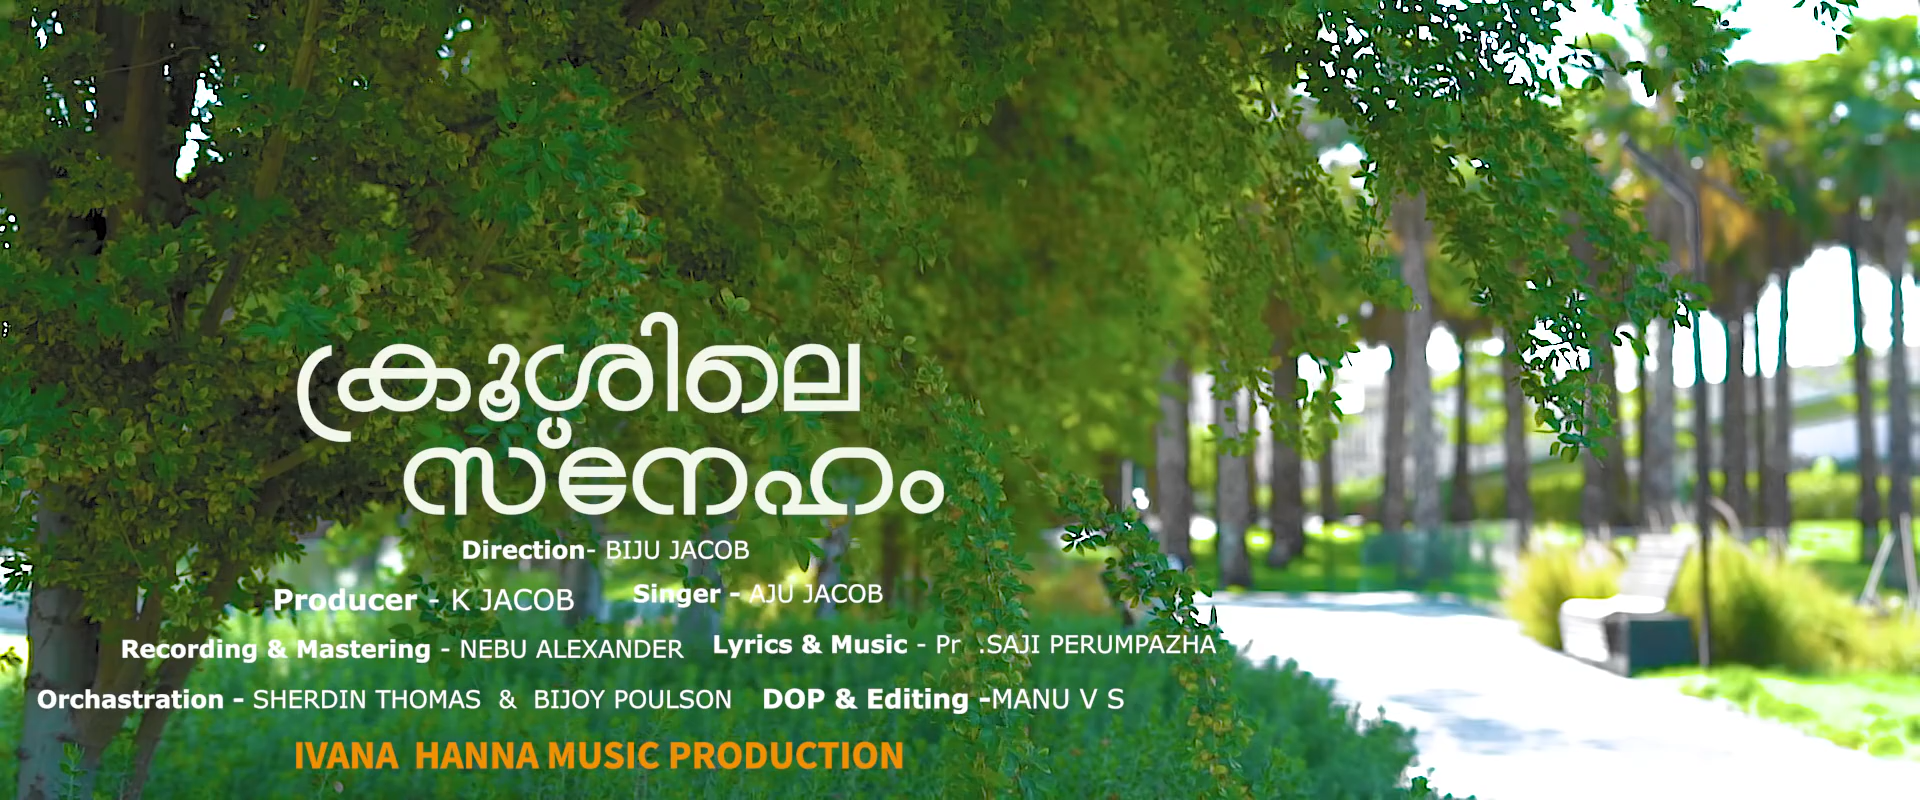 ക്രൂശിലെ
സ്നേഹം
Direction- BIJU JACOB
Producer - K JACOB Singer - AJU JACOB
Recording & Mastering - NEBU ALEXANDER Lyrics & Music - Pr .SAJI PERUMPAZHA
Orchastration - SHERDIN THOMAS & BIJOY POULSON DOP & Editing -MANU V S
IVANA HANNA MUSIC PRODUCTION